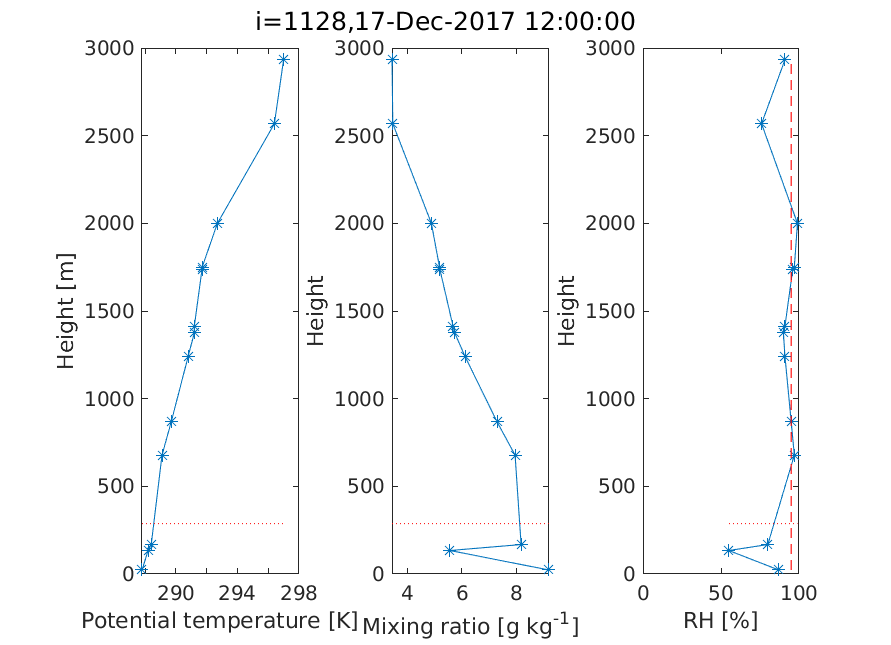 i=1128,17-Dec-2017 12:00:00
3000
2500
2000
1500
1000
500
0
Height [m]
290 294 298
Potential temperature [K]
3000
2500
2000
1500
1000
500
0
Height
4 6 8
Mixing ratio [g kg-1]
3000
2500
2000
1500
1000
500
0
Height
0 50 100
RH [%]